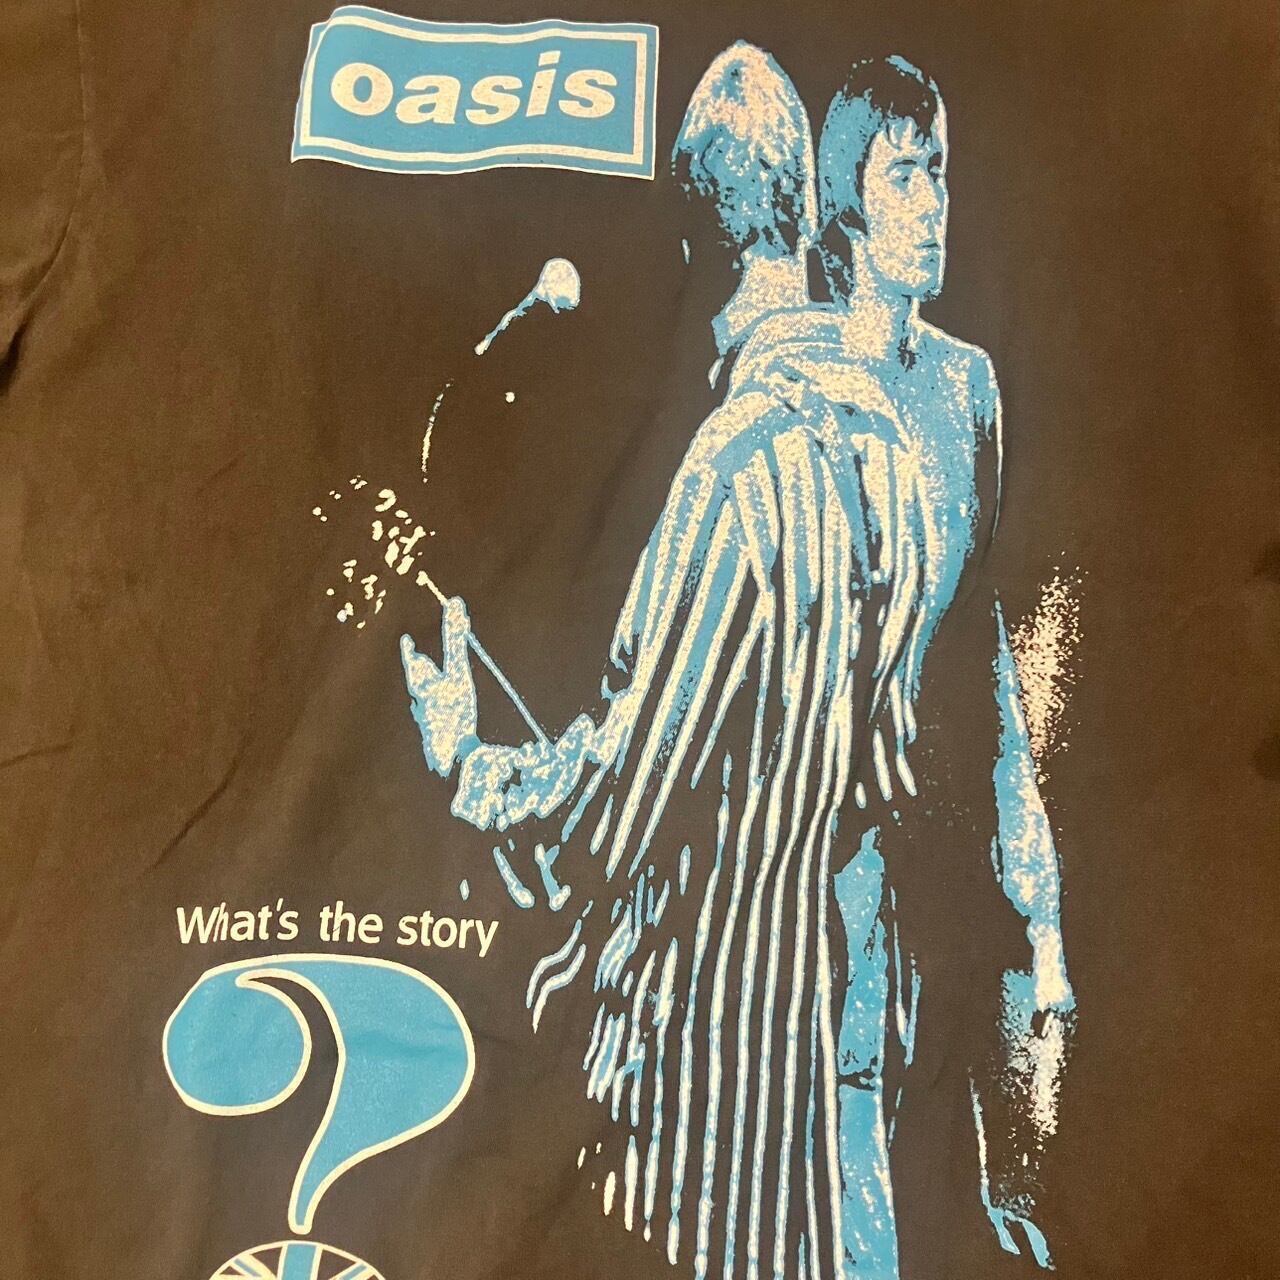 oasis
What's the story
?